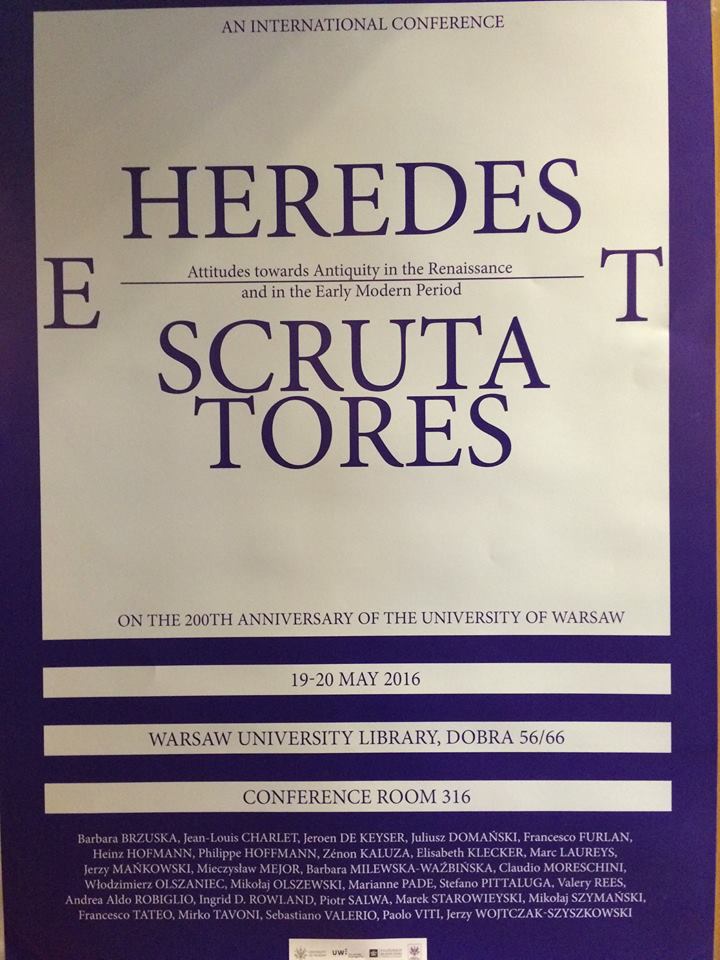 AN INTERNATIONAL CONFERENCE
HEREDES
E T
Attitudes towards Antiquity in the Renaissance
and in the Early Modern Period
SCRUTA
TORES
ON THE 200TH ANNIVERSARY OF THE UNIVERSITY OF WARSAW
19-20 MAY 2016
WARSAW UNIVERSITY LIBRARY, DOBRA 56/66
CONFERENCE ROOM 316
Barbara BRZUSKA, Jean-Louis CHARLET, Jeroen DE KEYSER, Juliusz DOMAŃSKI, Francesco FURLAN,
Heinz HOFMANN, Philippe HOFFMANN, Zénon KALUZA, Elisabeth KLECKER, Marc LAUREYS,
Jerzy MAŃKOWSKI, Mieczysław MEJOR, Barbara MILEWSKA-WAŹBIŃSKA, Claudio MORESCHINI,
Włodzimierz OLSZANIEC, Mikołaj OLSZEWSKI, Marianne PADE, Stefano PITTALUGA, Valery REES,
Andrea Aldo ROBIGLIO, Ingrid D. ROWLAND, Piotr SALWA, Marek STAROWIEYSKI, Mikołaj SZYMAŃSKI,
Francesco TATEO, Mirko TAVONI, Sebastiano VALERIO, Paolo VITI, Jerzy WOJTCZAK-SZYSZKOWSKI
UW